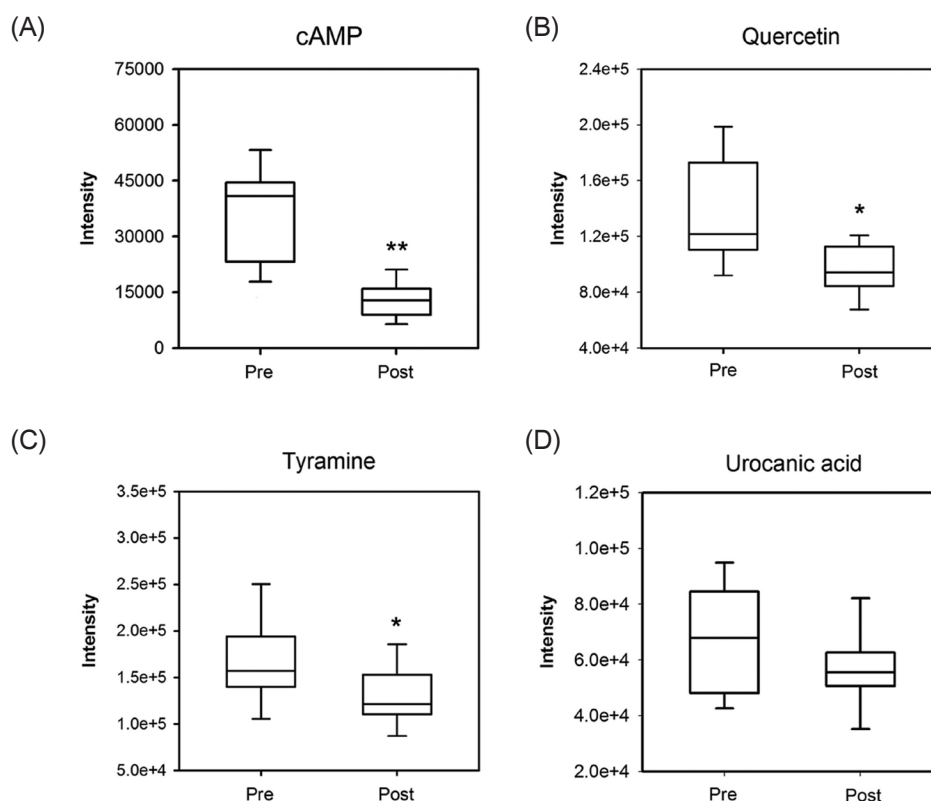 (A)
cAMP
75000
60000
45000
30000
15000
0
Intensity
**
Pre Post
(B)
Quercetin
2.4e+5
2.0e+5
1.6e+5
1.2e+5
8.0e+4
4.0e+4
Intensity
*
Pre Post
(C)
Tyramine
3.5e+5
3.0e+5
2.5e+5
2.0e+5
1.5e+5
1.0e+5
5.0e+4
Intensity
*
Pre Post
(D)
Urocanic acid
1.2e+5
1.0e+5
8.0e+4
6.0e+4
4.0e+4
2.0e+4
Intensity
Pre Post